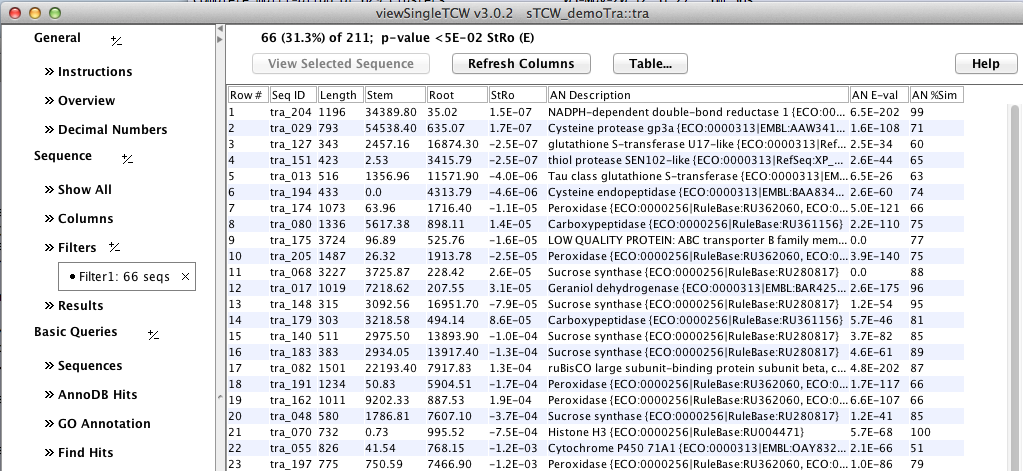 viewSingleTCW v3.0.2 sTCW_demoTra::tra
General
>> Instructions
>> Overview
>> Decimal Numbers
Sequence
>> Show All
>> Columns
>> Filters
• Filter1: 66 seqs ×
>> Results
Basic Queries
>> Sequences
>> AnnoDB Hits
>> GO Annotation
>> Find Hits
66 (31.3%) of 211; p-value <5E-02 StRo (E)
View Selected Sequence Refresh Columns Table... Help
Row # Seq ID Length Stem Root StRo AN Description AN E-val AN %Sim
1 tra_204 1196 34389.80 35.02 1.5E-07 NADPH-dependent double-bond reductase 1 {ECO:00... 6.5E-202 99
2 tra_029 793 54538.40 635.07 1.7E-07 Cysteine protease gp3a {ECO:0000313|EMBL:AAW341... 1.6E-108 71
3 tra_127 343 2457.16 16874.30 -2.5E-07 glutathione S-transferase U17-like {ECO:0000313|Ref... 2.5E-34 60
4 tra_151 423 2.53 3415.79 -2.5E-07 thiol protease SEN102-like {ECO:0000313|RefSeq:XP_... 2.6E-44 65
5 tra_013 516 1356.96 11571.90 -4.0E-06 Tau class glutathione S-transferase {ECO:0000313|EM... 6.5E-26 63
6 tra_194 433 0.0 4313.79 -4.6E-06 Cysteine endopeptidase {ECO:0000313|EMBL:BAA834... 2.6E-60 74
7 tra_174 1073 63.96 1716.40 -1.1E-05 Peroxidase {ECO:0000256|RuleBase:RU362060, ECO:0... 5.0E-121 66
8 tra_080 1336 5617.38 898.11 1.4E-05 Carboxypeptidase {ECO:0000256|RuleBase:RU361156} 2.2E-110 75
9 tra_175 3724 96.89 525.76 -1.6E-05 LOW QUALITY PROTEIN: ABC transporter B family mem... 0.0 77
10 tra_205 1487 26.32 1913.78 -2.5E-05 Peroxidase {ECO:0000256|RuleBase:RU362060, ECO:0... 3.9E-140 75
11 tra_068 3227 3725.87 228.42 2.6E-05 Sucrose synthase {ECO:0000256|RuleBase:RU280817} 0.0 88
12 tra_017 1019 7218.62 207.55 3.1E-05 Geraniol dehydrogenase {ECO:0000313|EMBL:BAR425... 2.6E-175 96
13 tra_148 315 3092.56 16951.70 -7.9E-05 Sucrose synthase {ECO:0000256|RuleBase:RU280817} 1.2E-54 95
14 tra_179 303 3218.58 494.14 8.6E-05 Carboxypeptidase {ECO:0000256|RuleBase:RU361156} 5.7E-46 81
15 tra_140 511 2975.50 13893.90 -1.0E-04 Sucrose synthase {ECO:0000256|RuleBase:RU280817} 3.7E-82 85
16 tra_183 383 2934.05 13917.40 -1.3E-04 Sucrose synthase {ECO:0000256|RuleBase:RU280817} 4.6E-61 89
17 tra_082 1501 22193.40 7917.83 1.3E-04 ruBisCO large subunit-binding protein subunit beta, c... 4.8E-202 87
18 tra_191 1234 50.83 5904.51 -1.7E-04 Peroxidase {ECO:0000256|RuleBase:RU362060, ECO:0... 1.7E-117 66
19 tra_162 1011 9202.33 887.53 1.9E-04 Peroxidase {ECO:0000256|RuleBase:RU362060, ECO:0... 6.6E-107 66
20 tra_048 580 1786.81 7607.10 -3.7E-04 Sucrose synthase {ECO:0000256|RuleBase:RU280817} 1.2E-41 85
21 tra_070 732 0.73 995.52 -7.5E-04 Histone H3 {ECO:0000256|RuleBase:RU004471} 5.7E-68 100
22 tra_055 826 41.54 768.15 -1.2E-03 Cytochrome P450 71A1 {ECO:0000313|EMBL:OAY832... 2.1E-66 51
23 tra_197 775 750.59 7466.90 -1.2E-03 Peroxidase {ECO:0000256|RuleBase:RU362060, ECO:0... 1.0E-86 79